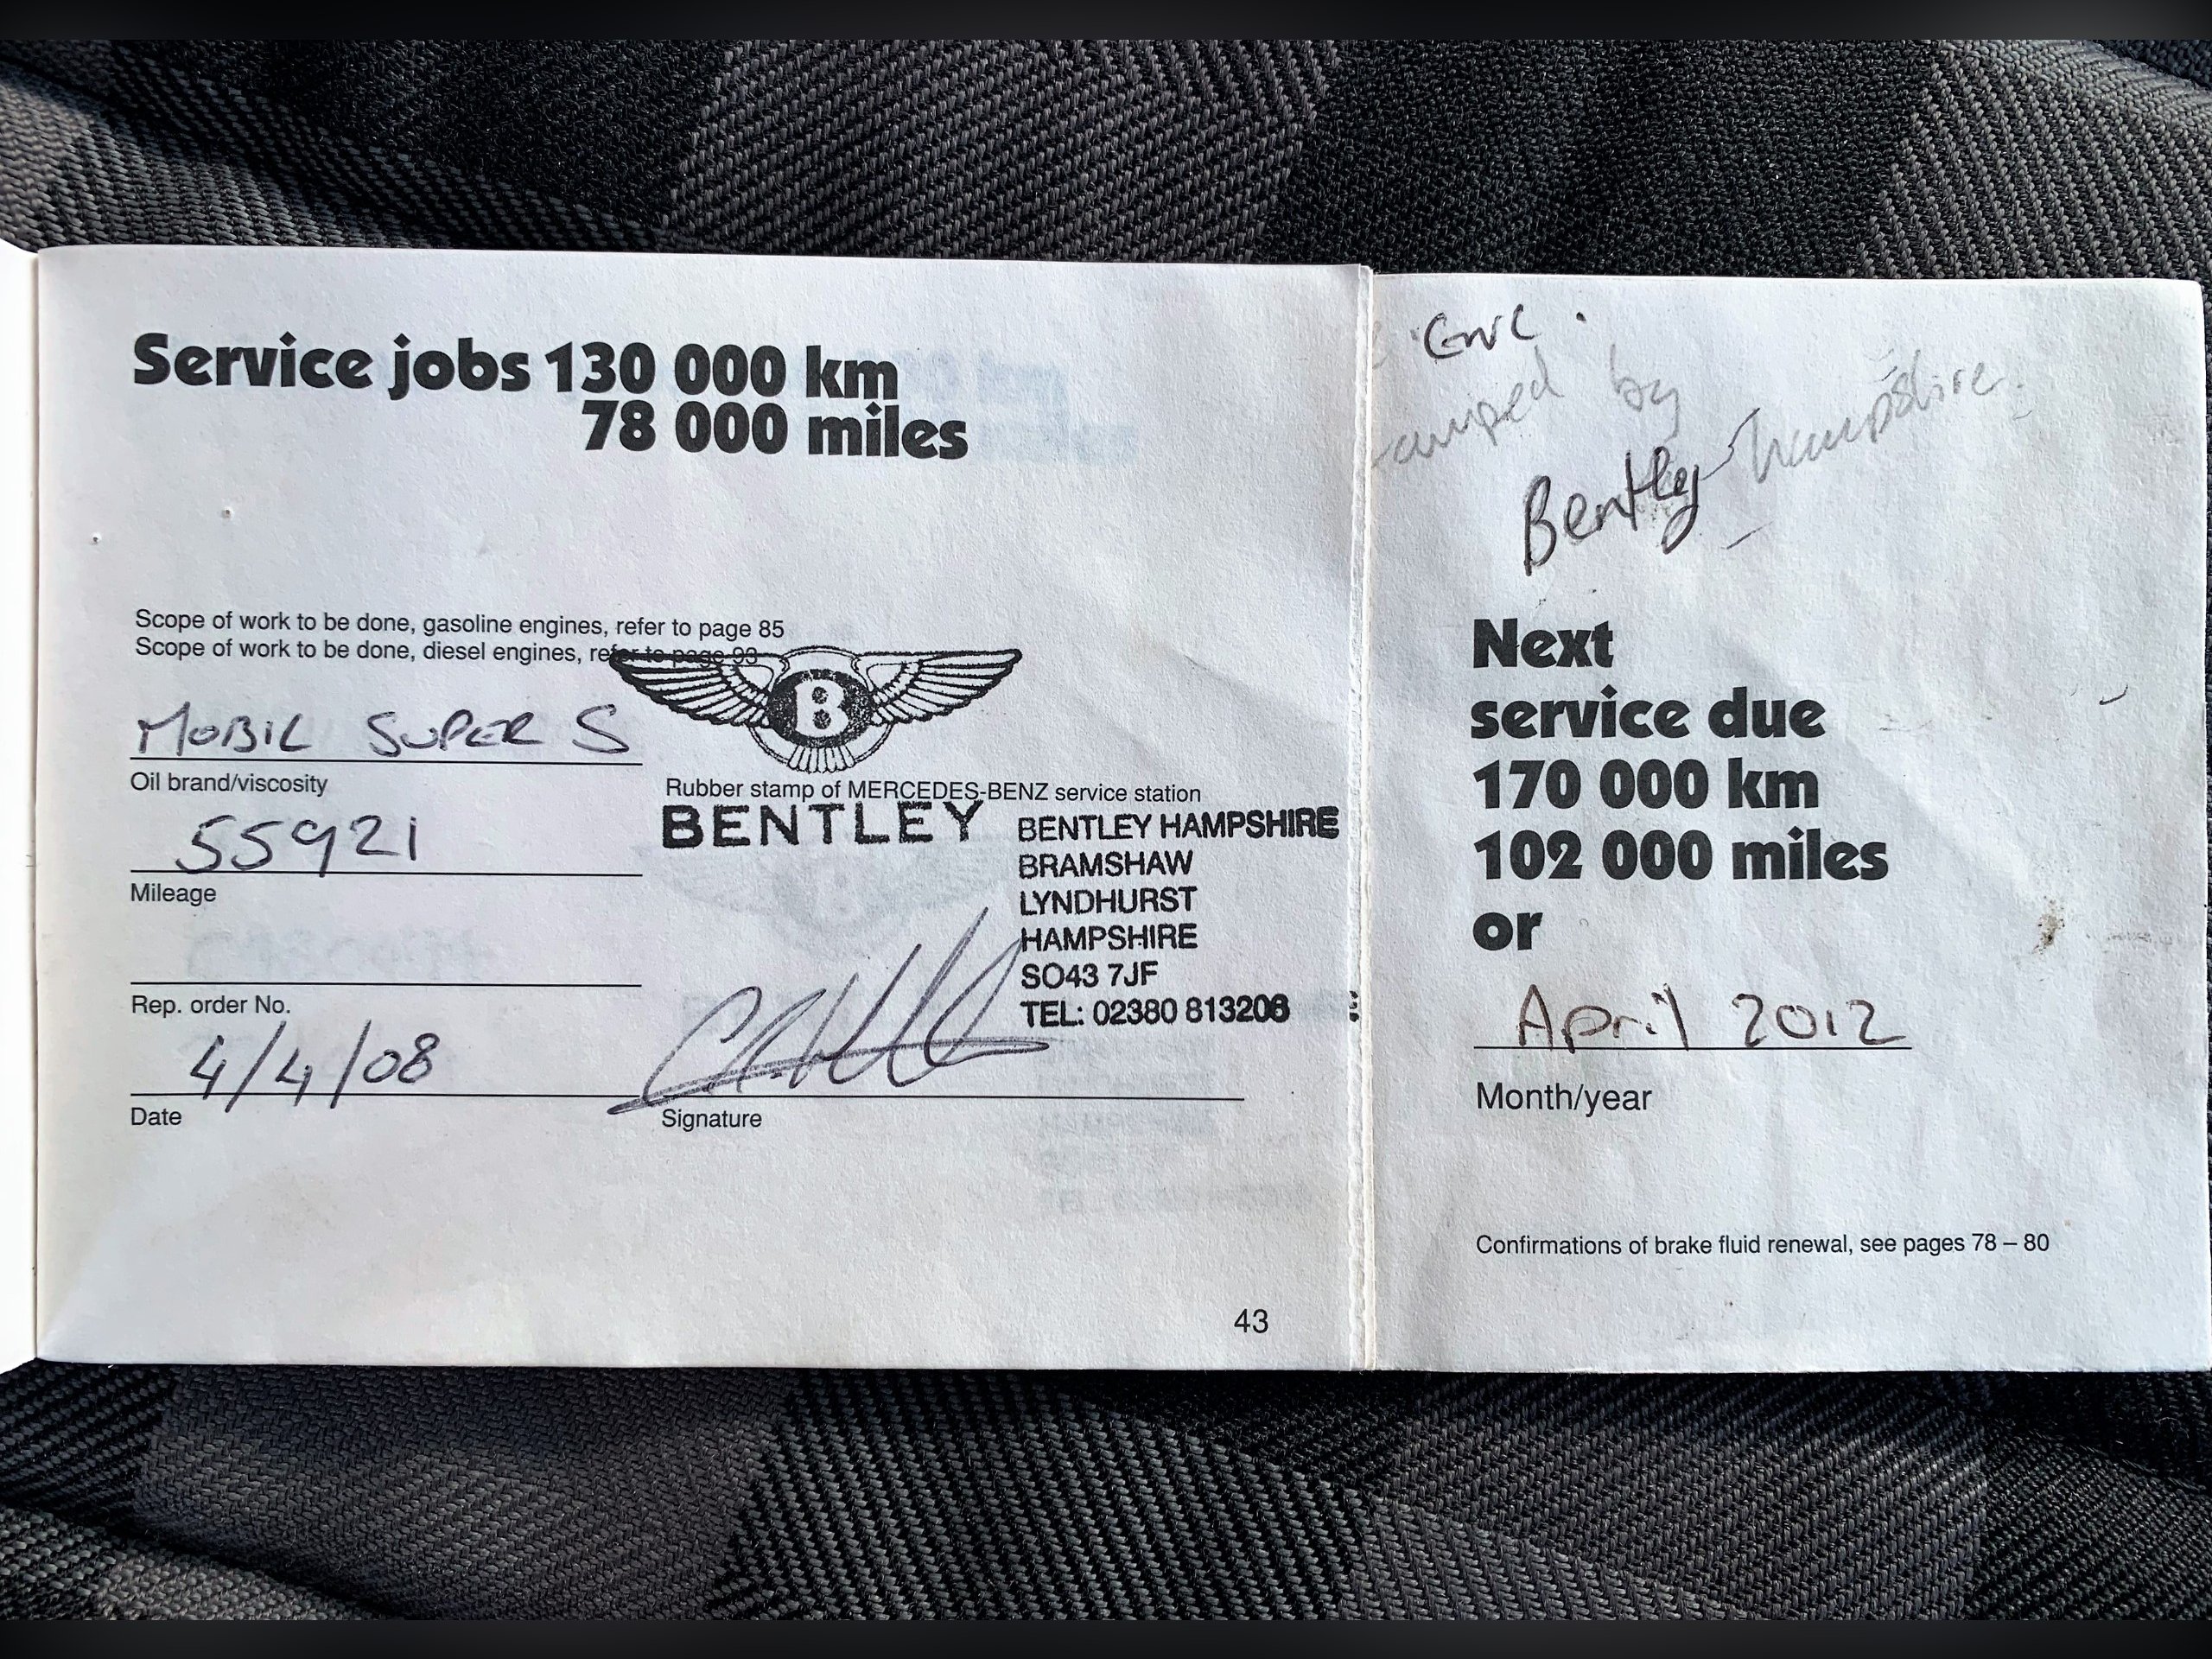 Service jobs 130 000 km
78 000 miles
Scope of work to be done, gasoline engines, refer to page 85
Scope of work to be done, diesel engines, refer to page 93
B
MOBIL SUPER S
Oil brand/viscosity
Rubber stamp of MERCEDES-BENZ service station
BENTLEY
BENTLEY HAMPSHIRE
BRAMSHAW
LYNDHURST
HAMPSHIRE
SO43 7JF
TEL: 02380 813206
55921
Mileage
Rep. order No.
4/4/08
Date
Signature
43
by
Bentley Hampshire.
Next
service due
170 000 km
102 000 miles
or
April 2012
Month/year
Confirmations of brake fluid renewal, see pages 78 – 80